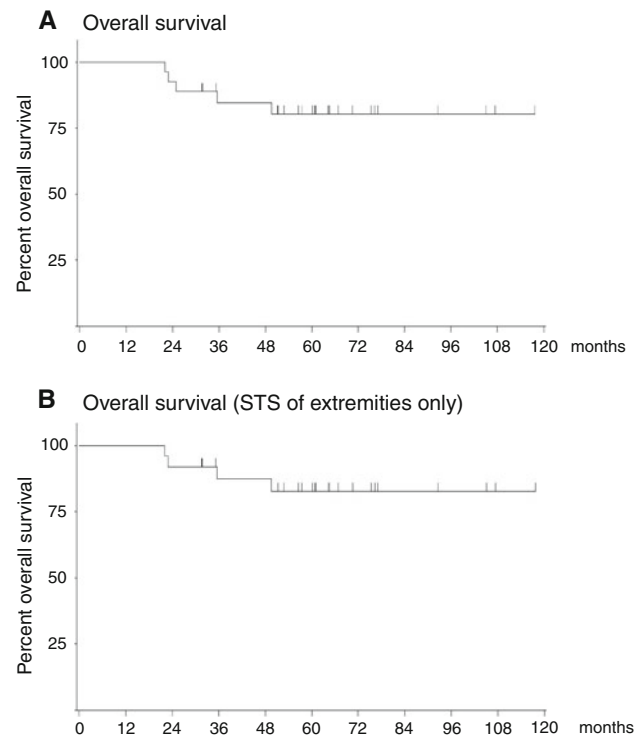 A Overall survival
Percent overall survival
100
75
50
25
0 12 24 36 48 60 72 84 96 108 120 months
B Overall survival (STS of extremities only)
Percent overall survival
100
75
50
25
0 12 24 36 48 60 72 84 96 108 120 months